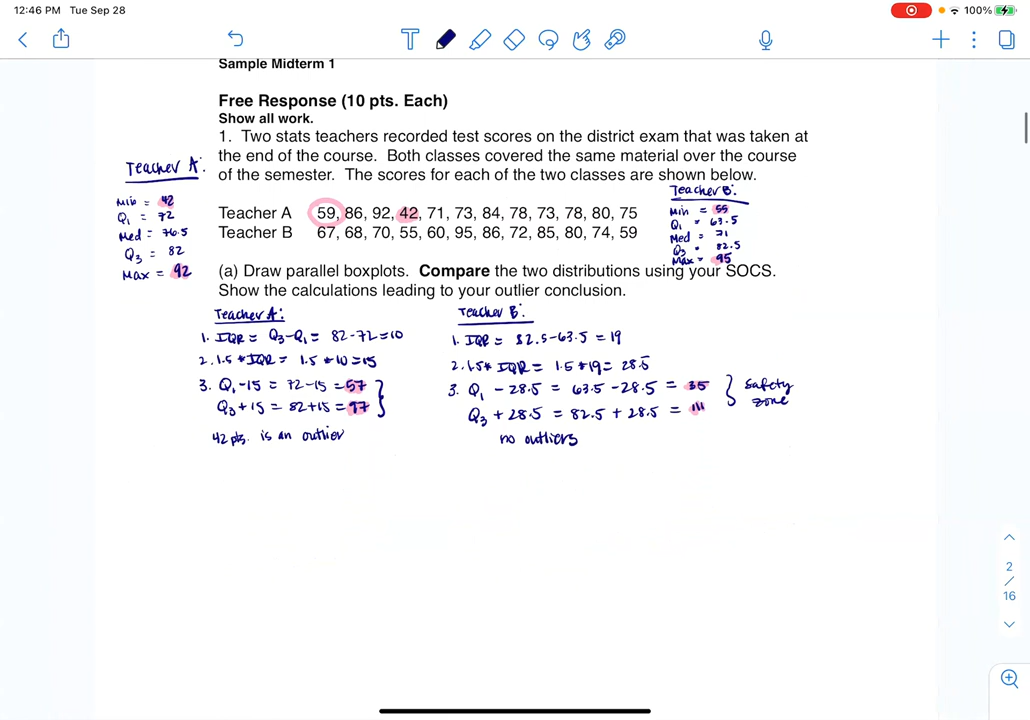 12:46 PM Tue Sep 28
100%
Sample Midterm 1
Free Response (10 pts. Each)
Show all work.
1. Two stats teachers recorded test scores on the district exam that was taken at
the end of the course. Both classes covered the same material over the course
of the semester. The scores for each of the two classes are shown below.
Teacher A:
Min = 42
Q1 = 72
Med = 76.5
Q3 = 82
Max = 92
Teacher B:
Min = 55
Q1 = 63.5
Med = 71
Q3 = 82.5
Max = 95
Teacher A 59, 86, 92, 42, 71, 73, 84, 78, 73, 78, 80, 75
Teacher B 67, 68, 70, 55, 60, 95, 86, 72, 85, 80, 74, 59
(a) Draw parallel boxplots. Compare the two distributions using your SOCS.
Show the calculations leading to your outlier conclusion.
Teacher A:
1. IQR = Q3-Q1 = 82-72=10
2. 1.5 * IQR = 1.5 * 10 = 15
3. Q1-15 = 72-15 = 57
Q3+15 = 82+15 = 97
42 pts. is an outlier
Teacher B:
1. IQR = 82.5-63.5 = 19
2. 1.5* IQR = 1.5 * 19 = 28.5
3. Q1 - 28.5 = 63.5 - 28.5 = 35
Q3 + 28.5 = 82.5 + 28.5 = 111
safety
zone
no outliers
2
/
16